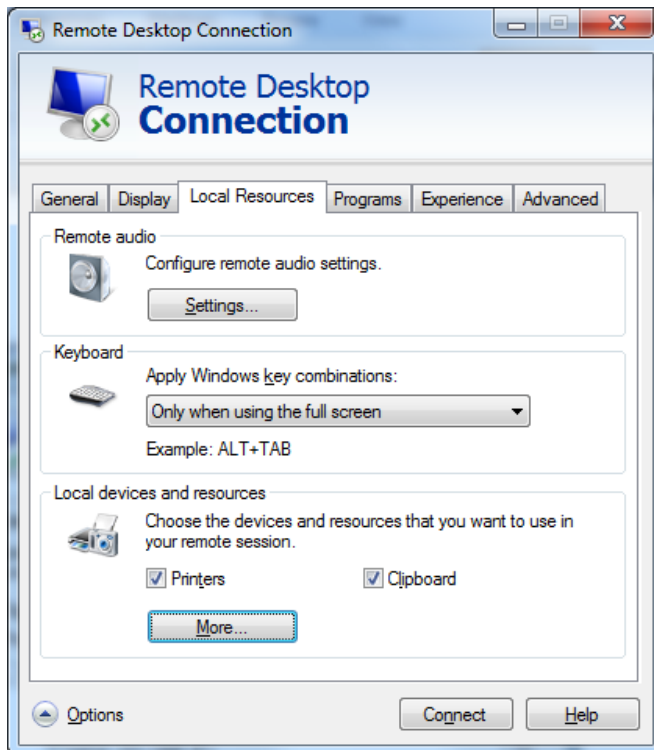 Remote Desktop Connection
Remote Desktop
Connection
General Display Local Resources Programs Experience Advanced
Remote audio
Configure remote audio settings.
Settings...
Keyboard
Apply Windows key combinations:
Only when using the full screen
Example: ALT+TAB
Local devices and resources
Choose the devices and resources that you want to use in
your remote session.
Printers Clipboard
More...
Options Connect Help